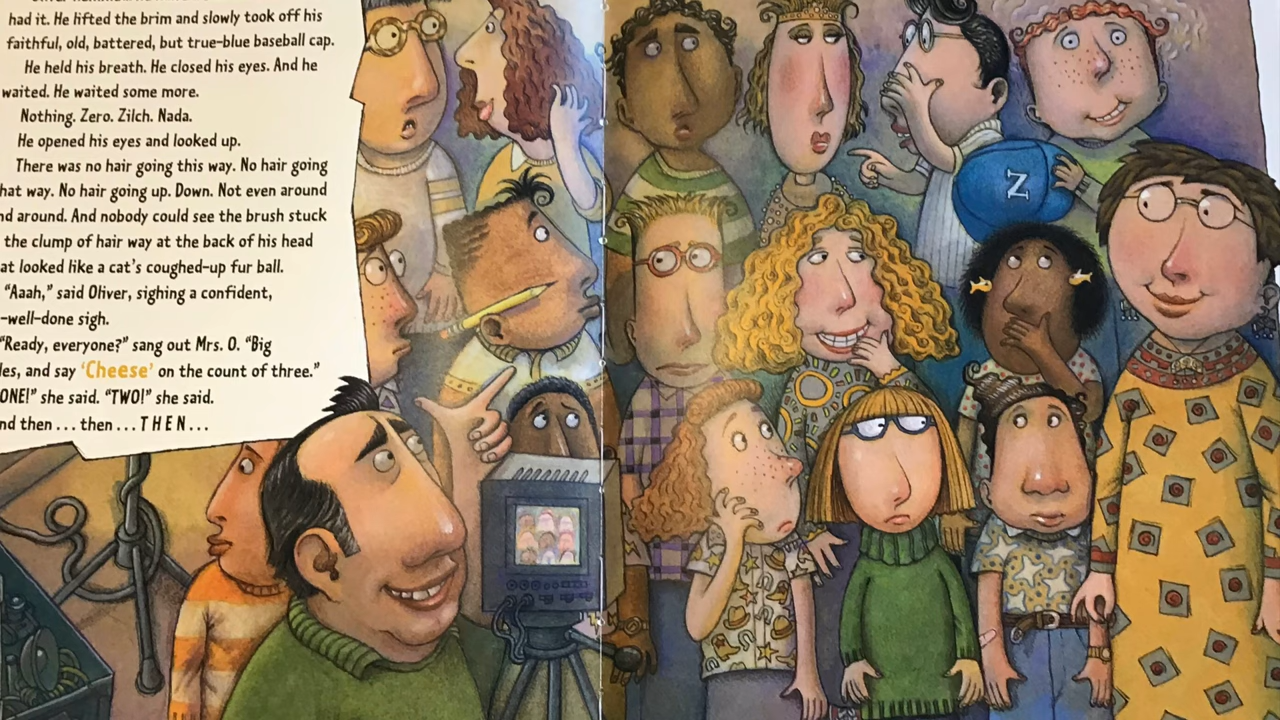 had it. He lifted the brim and slowly took off his
faithful, old, battered, but true-blue baseball cap.
He held his breath. He closed his eyes. And he
waited. He waited some more.
Nothing. Zero. Zilch. Nada.
He opened his eyes and looked up.
There was no hair going this way. No hair going
hat way. No hair going up. Down. Not even around
nd around. And nobody could see the brush stuck
the clump of hair way at the back of his head
at looked like a cat's coughed-up fur ball.
"Aaah," said Oliver, sighing a confident,
-well-done sigh.
"Ready, everyone?" sang out Mrs. O. "Big
les, and say 'Cheese' on the count of three."
ONE!" she said. "TWO!" she said.
nd then . . . then . . . THEN . . .
N